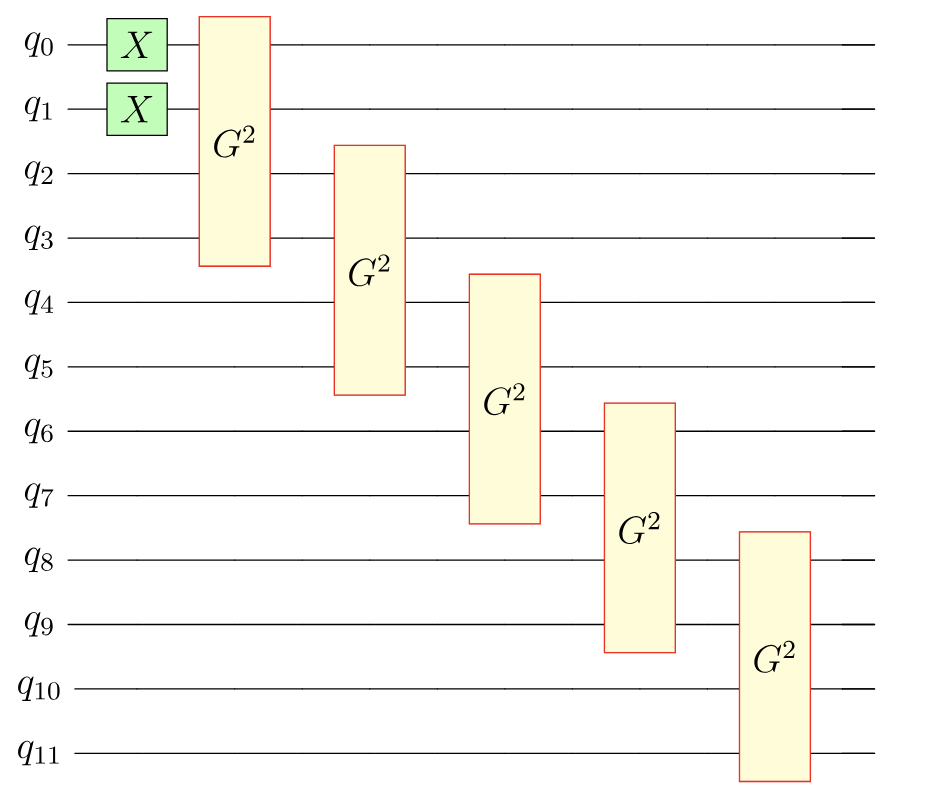 q₀ X
q₁ X
G²
q₂
q₃
G²
q₄
q₅
G²
q₆
q₇
G²
q₈
q₉
G²
q₁₀
q₁₁